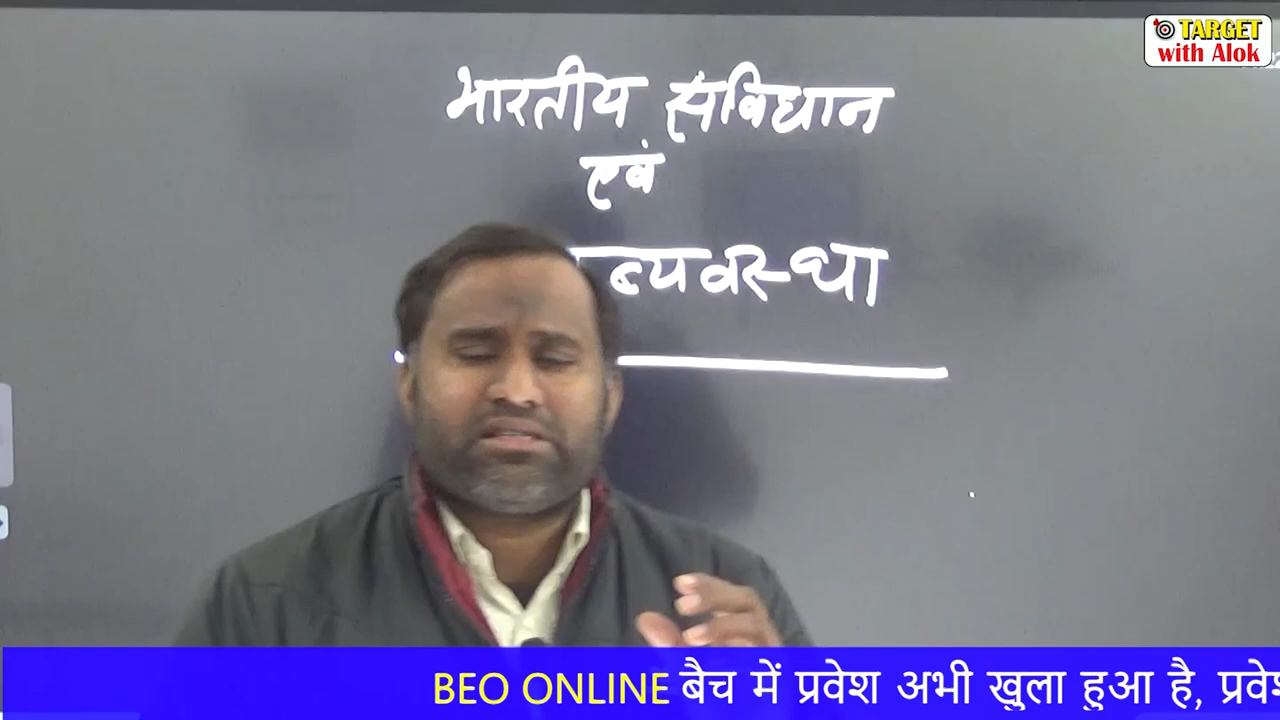 TARGET
with Alok
भारतीय संविधान
एवं
व्यवस्था
BEO ONLINE बैच में प्रवेश अभी खुला हुआ है,